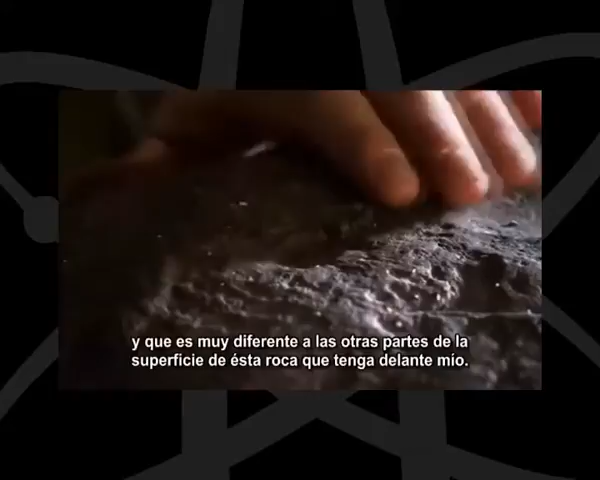 y que es muy diferente a las otras partes de la
superficie de ésta roca que tenga delante mío.